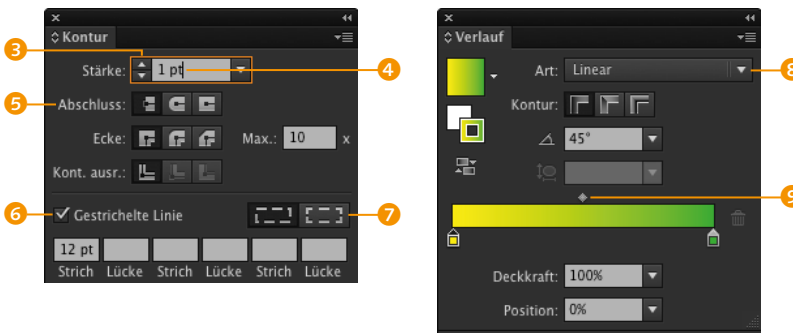 Kontur
3
Stärke: 1 pt
4
5 Abschluss:
Ecke: Max.: 10 x
Kont. ausr.:
6 Gestrichelte Linie 7
12 pt
Strich Lücke Strich Lücke Strich Lücke
Verlauf
Art: Linear 8
Kontur:
45°
9
Deckkraft: 100%
Position: 0%